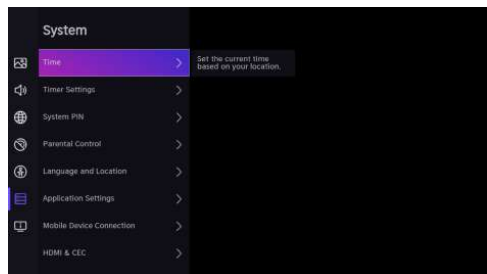 System
Time
Set the current time
based on your location.
Timer Settings
System PIN
Parental Control
Language and Location
Application Settings
Mobile Device Connection
HDMI & CEC